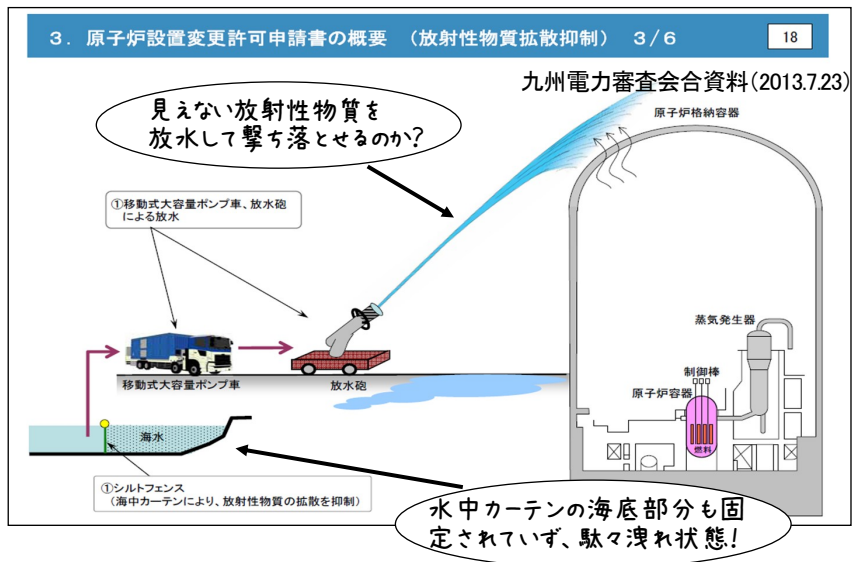 3．原子炉設置変更許可申請書の概要 （放射性物質拡散抑制） 3/6
18
九州電力審査会合資料(2013.7.23)
見えない放射性物質を
放水して撃ち落とせるのか?
原子炉格納容器
①移動式大容量ポンプ車、放水砲
による放水
蒸気発生器
制御棒
原子炉容器
燃料
移動式大容量ポンプ車
放水砲
海水
①シルトフェンス
（海中カーテンにより、放射性物質の拡散を抑制）
水中カーテンの海底部分も固
定されていず、駄々洩れ状態!